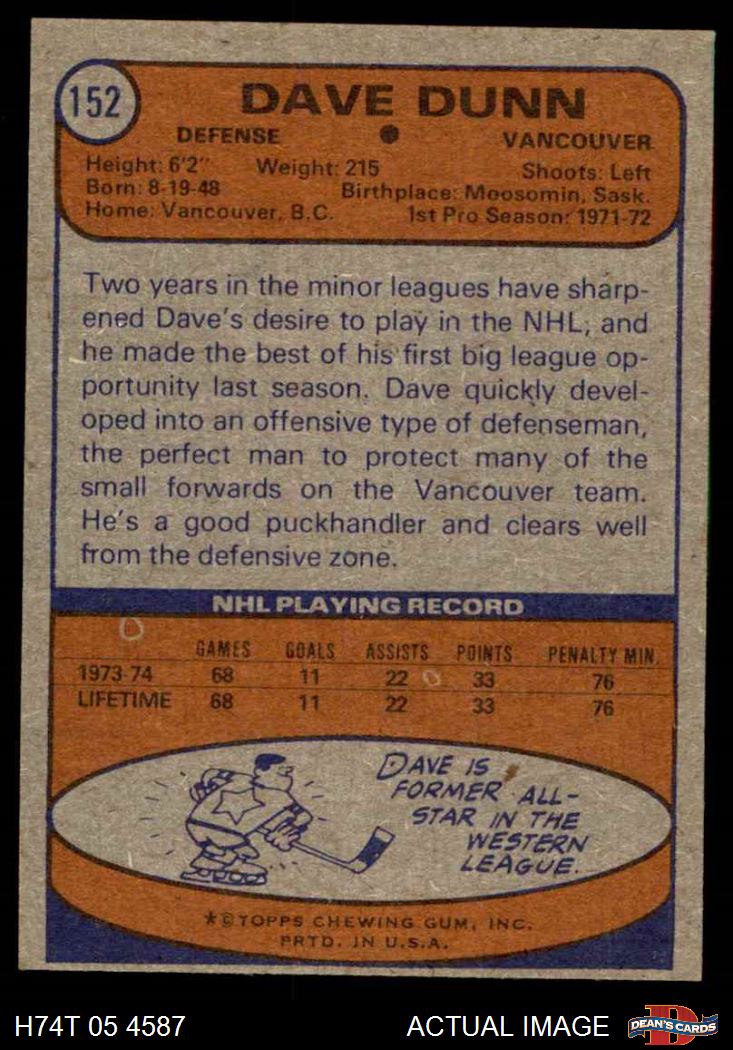 152
DAVE DUNN
DEFENSE ● VANCOUVER
Height: 6'2" Weight: 215 Shoots: Left
Born: 8-19-48 Birthplace: Moosomin, Sask.
Home: Vancouver, B.C. 1st Pro Season: 1971-72
Two years in the minor leagues have sharp-
ened Dave's desire to play in the NHL, and
he made the best of his first big league op-
portunity last season. Dave quickly devel-
oped into an offensive type of defenseman,
the perfect man to protect many of the
small forwards on the Vancouver team.
He's a good puckhandler and clears well
from the defensive zone.
NHL PLAYING RECORD
GAMES GOALS ASSISTS POINTS PENALTY MIN.
1973-74 68 11 22 33 76
LIFETIME 68 11 22 33 76
DAVE IS
FORMER ALL-
STAR IN THE
WESTERN
LEAGUE.
★©TOPPS CHEWING GUM, INC.
PRTD. IN U.S.A.
H74T 05 4587 ACTUAL IMAGE DEAN'S CARDS